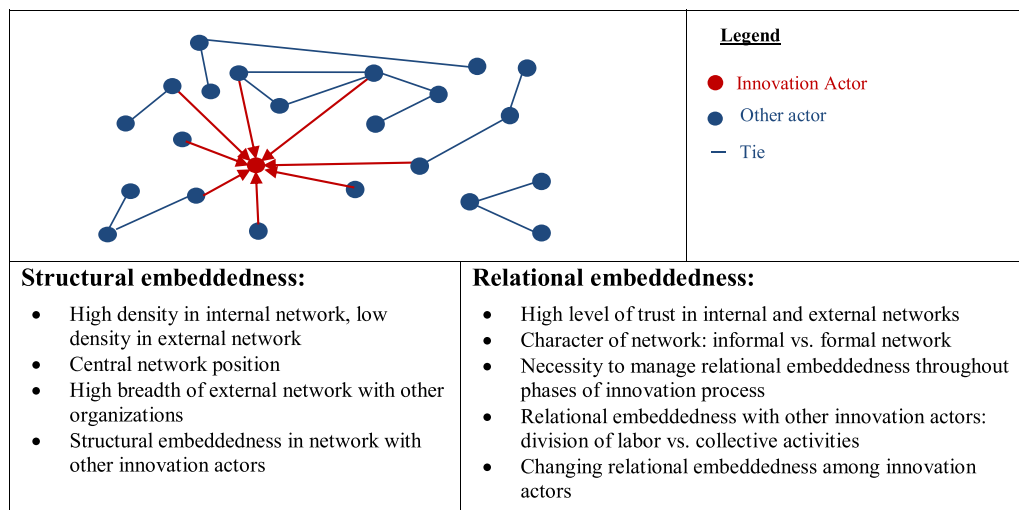 Legend
Innovation Actor
Other actor
Tie
Structural embeddedness:
• High density in internal network, low
density in external network
• Central network position
• High breadth of external network with other
organizations
• Structural embeddedness in network with
other innovation actors
Relational embeddedness:
• High level of trust in internal and external networks
• Character of network: informal vs. formal network
• Necessity to manage relational embeddedness throughout
phases of innovation process
• Relational embeddedness with other innovation actors:
division of labor vs. collective activities
• Changing relational embeddedness among innovation
actors